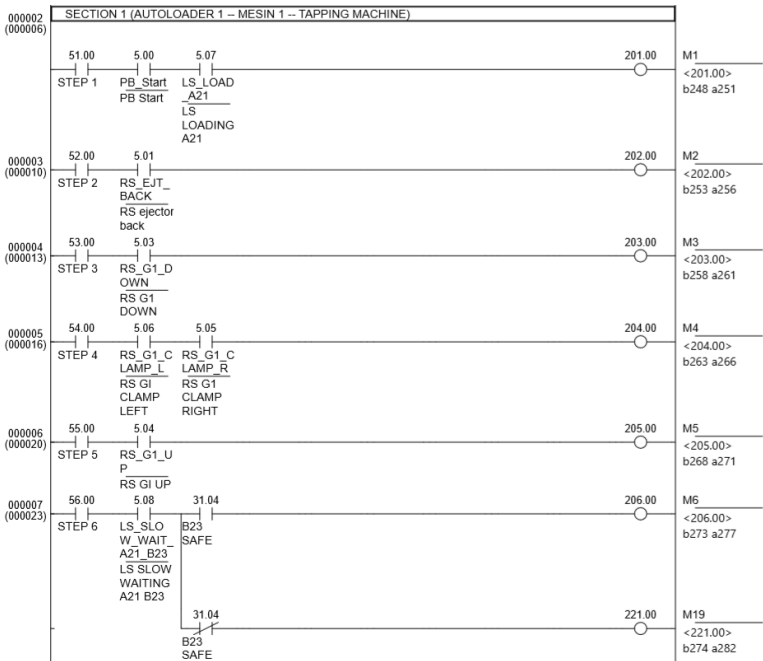 000002
(000006)
SECTION 1 (AUTOLOADER 1 -- MESIN 1 -- TAPPING MACHINE)
51.00 5.00 5.07 201.00 M1
STEP 1 PB_Start LS_LOAD <201.00>
PB Start _A21 b248 a251
LS
LOADING
A21
000003
(000010)
52.00 5.01 202.00 M2
STEP 2 RS_EJT_ <202.00>
BACK b253 a256
RS ejector
back
000004
(000013)
53.00 5.03 203.00 M3
STEP 3 RS_G1_D <203.00>
OWN b258 a261
RS G1
DOWN
000005
(000016)
54.00 5.06 5.05 204.00 M4
STEP 4 RS_G1_C RS_G1_C <204.00>
LAMP_L LAMP_R b263 a266
RS GI RS G1
CLAMP CLAMP
LEFT RIGHT
000006
(000020)
55.00 5.04 205.00 M5
STEP 5 RS_G1_U <205.00>
P b268 a271
RS GI UP
000007
(000023)
56.00 5.08 31.04 206.00 M6
STEP 6 LS_SLO B23 <206.00>
W_WAIT_ SAFE b273 a277
A21_B23
LS SLOW
WAITING
A21 B23
31.04 221.00 M19
B23 <221.00>
SAFE b274 a282